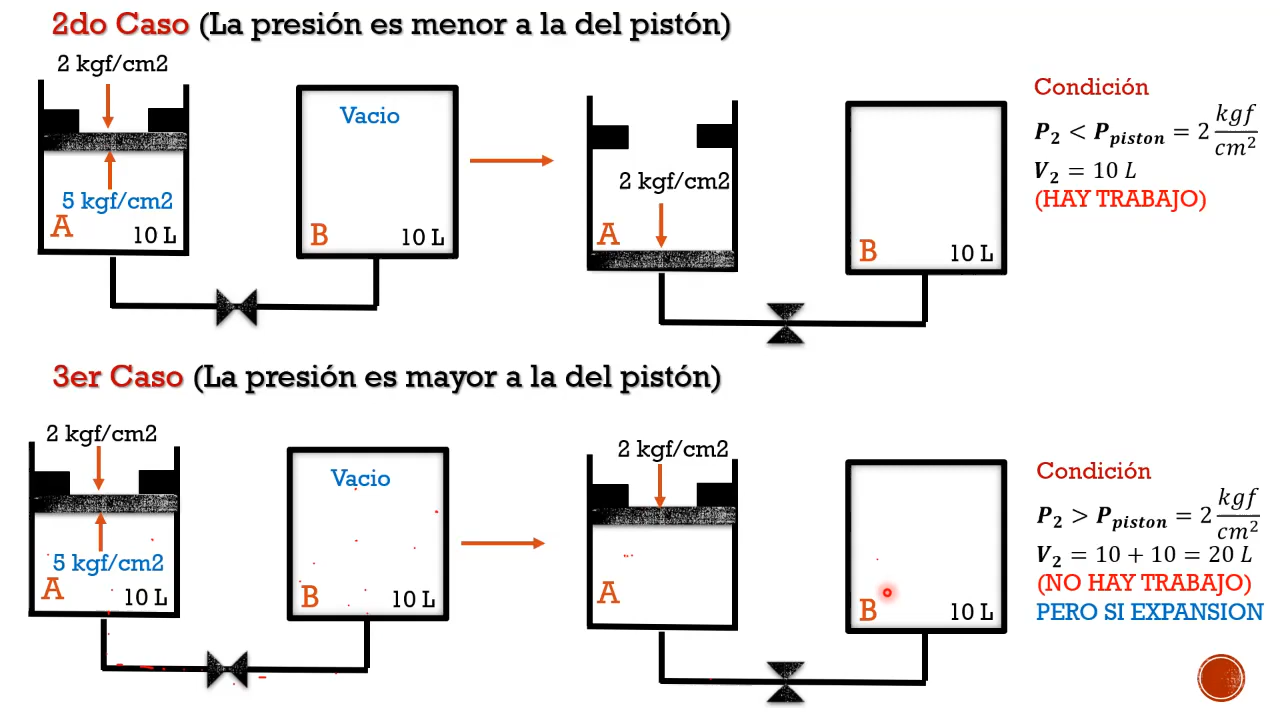 2do Caso (La presión es menor a la del pistón)
2 kgf/cm2
Vacio
5 kgf/cm2
A
10 L
B
10 L
2 kgf/cm2
A
B
10 L
Condición
P₂ < Pₚᵢₛₜₒₙ = 2 kgf/cm²
V₂ = 10 L
(HAY TRABAJO)
3er Caso (La presión es mayor a la del pistón)
2 kgf/cm2
Vacio
5 kgf/cm2
A
10 L
B
10 L
2 kgf/cm2
A
B
10 L
Condición
P₂ > Pₚᵢₛₜₒₙ = 2 kgf/cm²
V₂ = 10 + 10 = 20 L
(NO HAY TRABAJO)
PERO SI EXPANSION